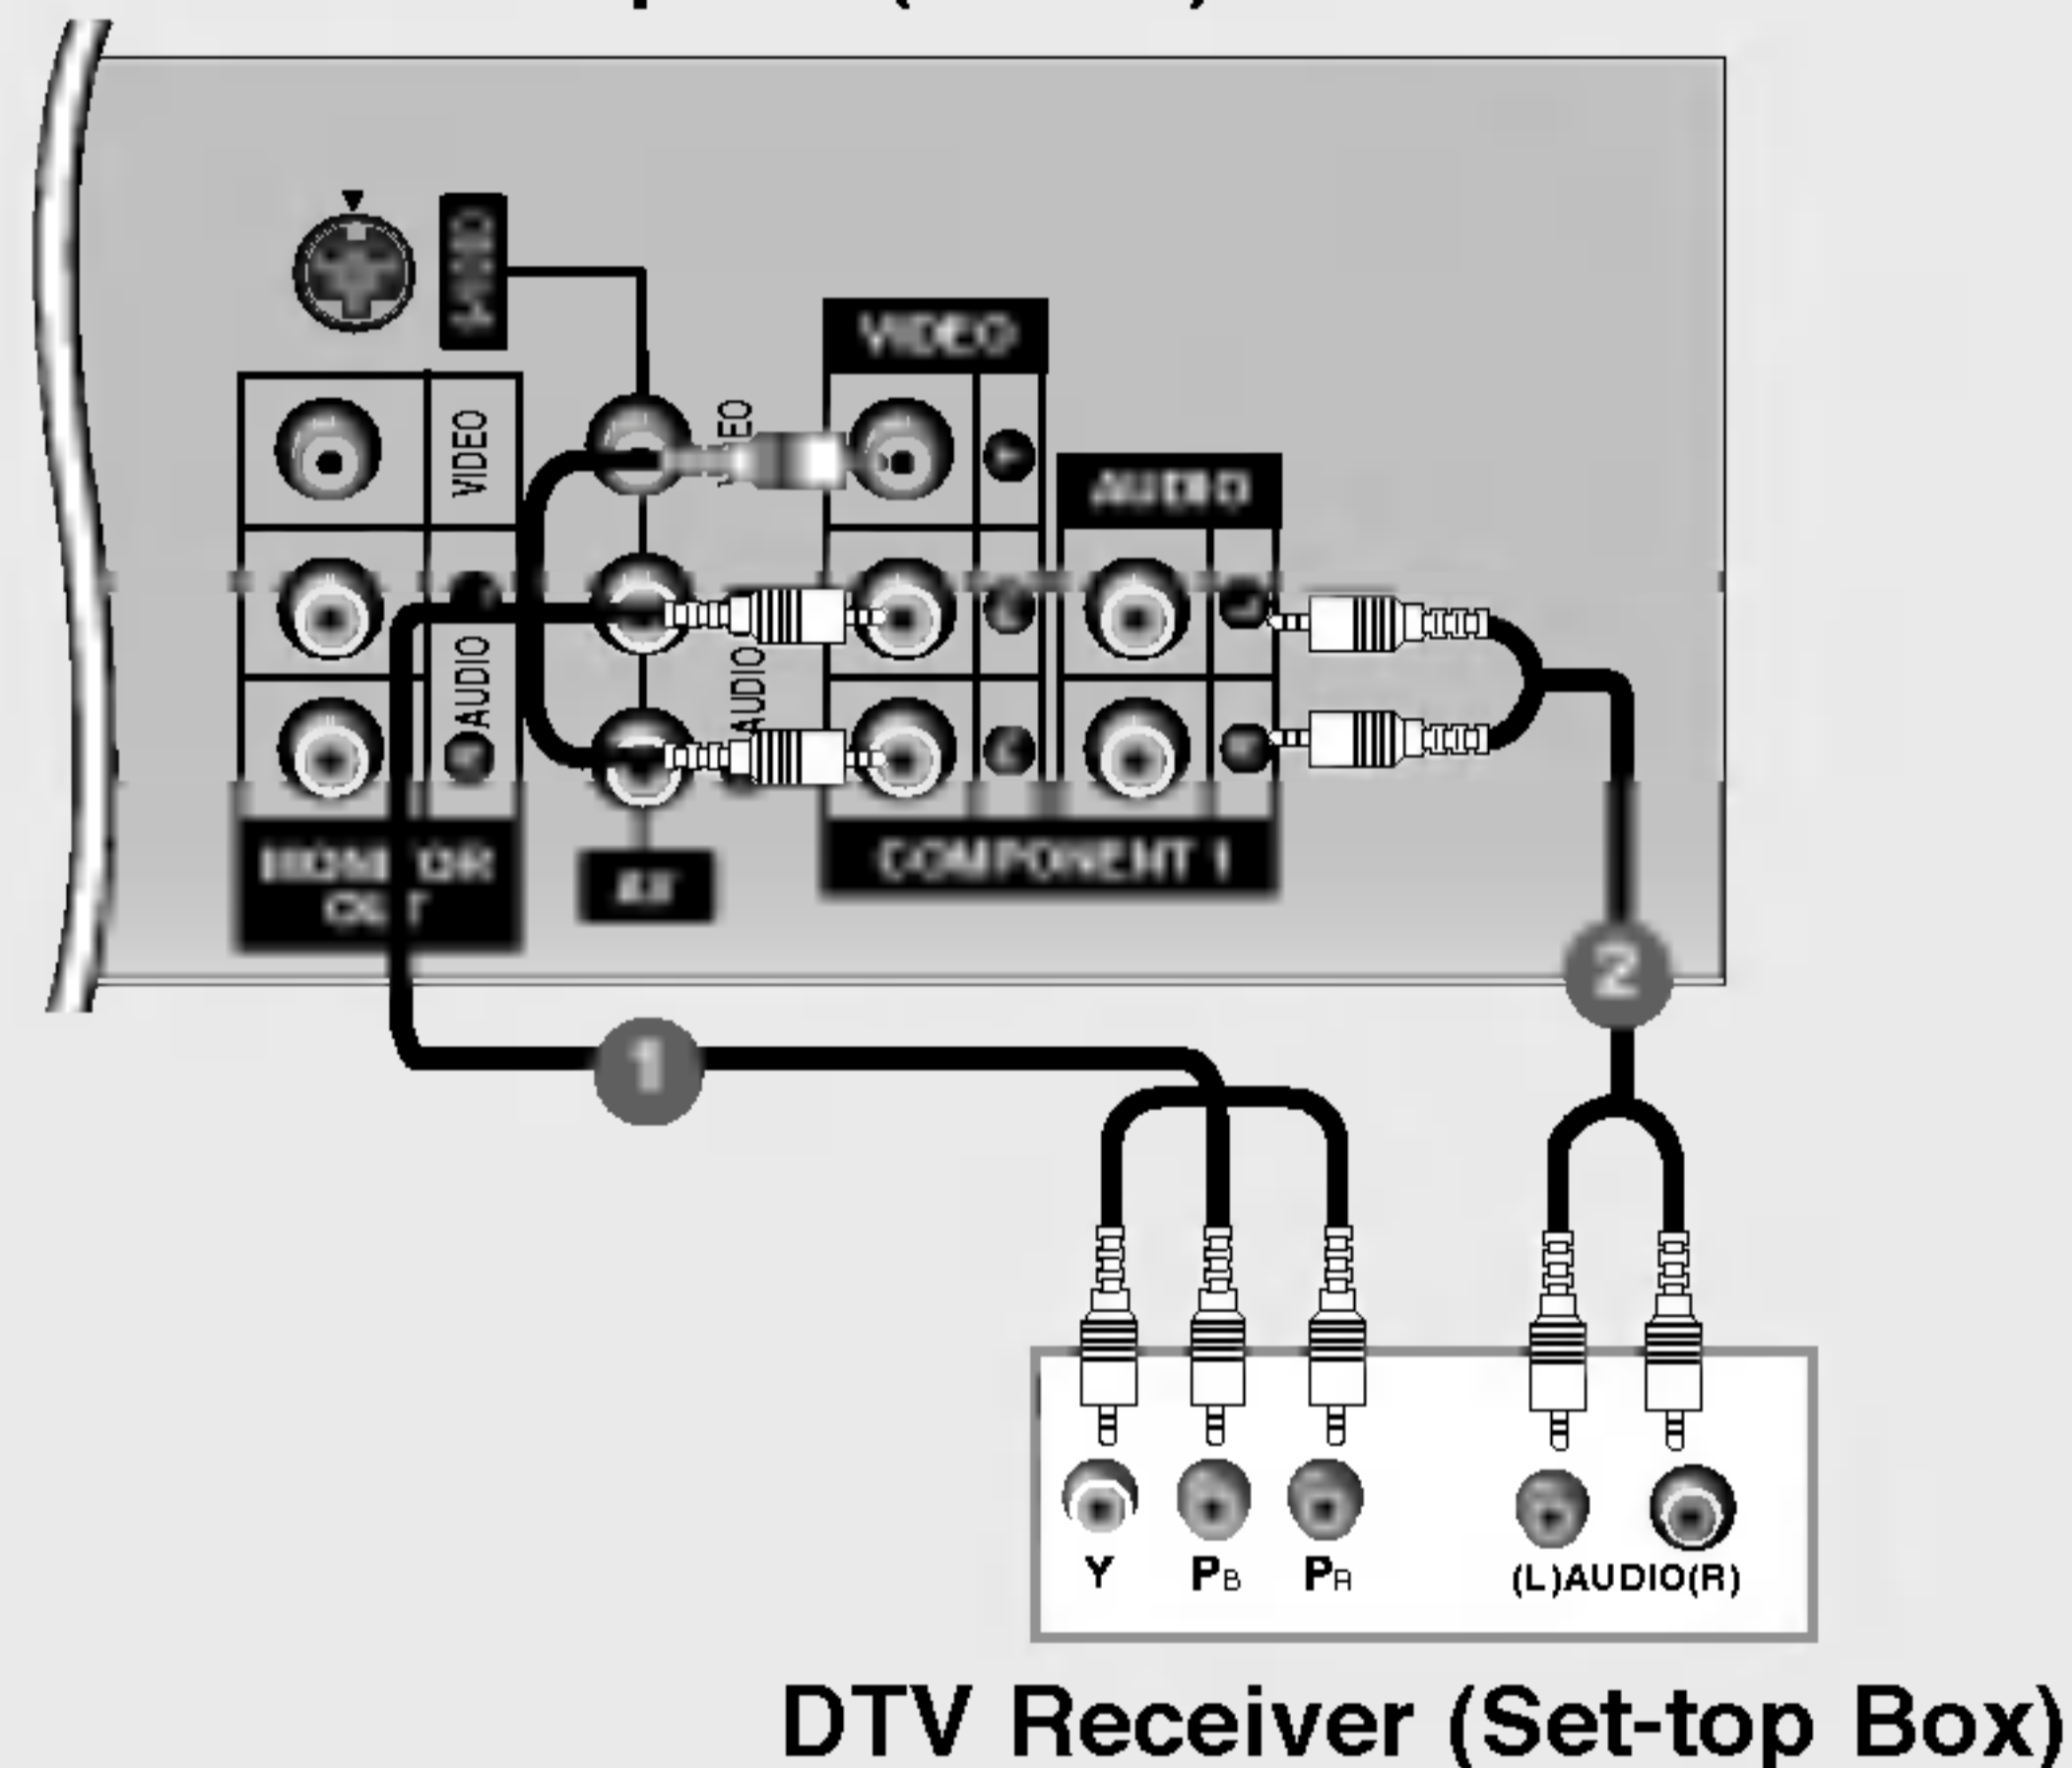 VIDEO
VIDEO
VIDEO
AUDIO
AUDIO
AUDIO
MONITOR
OUT
AV
COMPONENT 1
2
1
Y
PB
PR
(L)AUDIO(R)
DTV Receiver (Set-top Box)